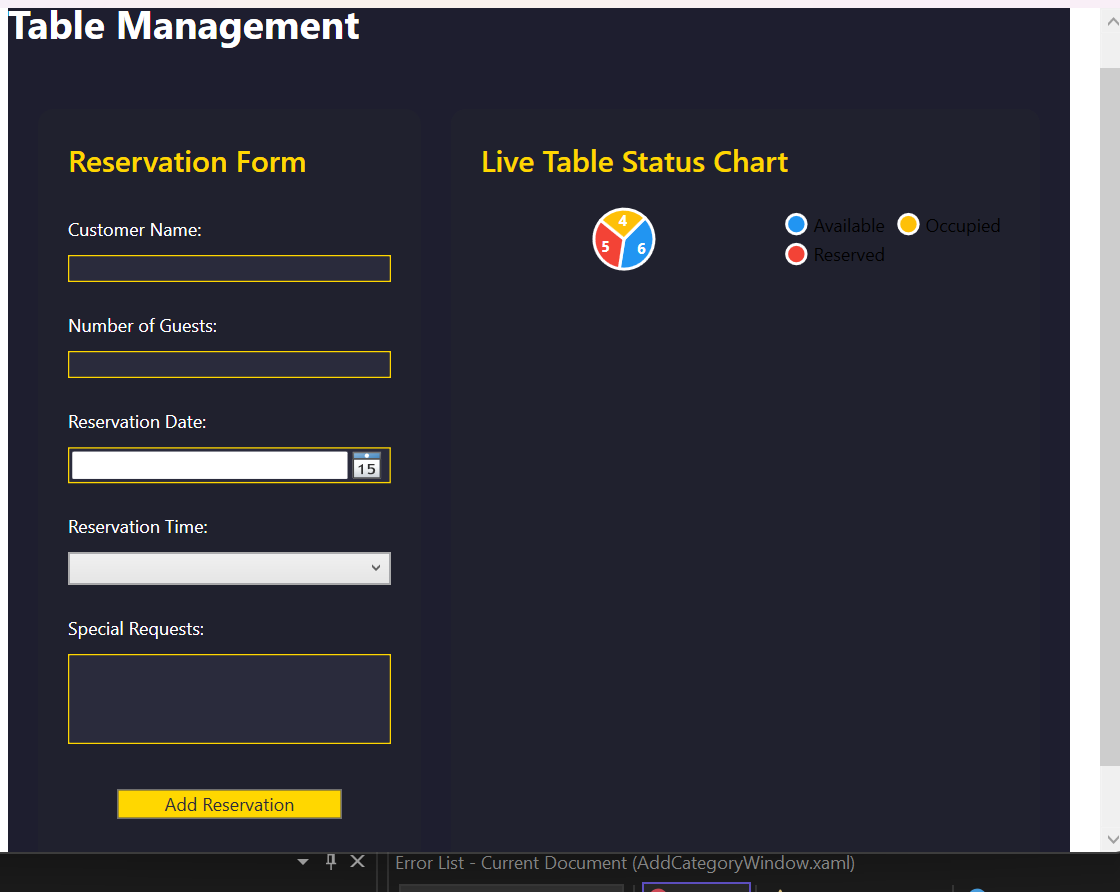 Table Management
Reservation Form
Customer Name:
Number of Guests:
Reservation Date:
15
Reservation Time:
Special Requests:
Add Reservation
Live Table Status Chart
4
5
6
Available
Occupied
Reserved
Error List - Current Document (AddCategoryWindow.xaml)